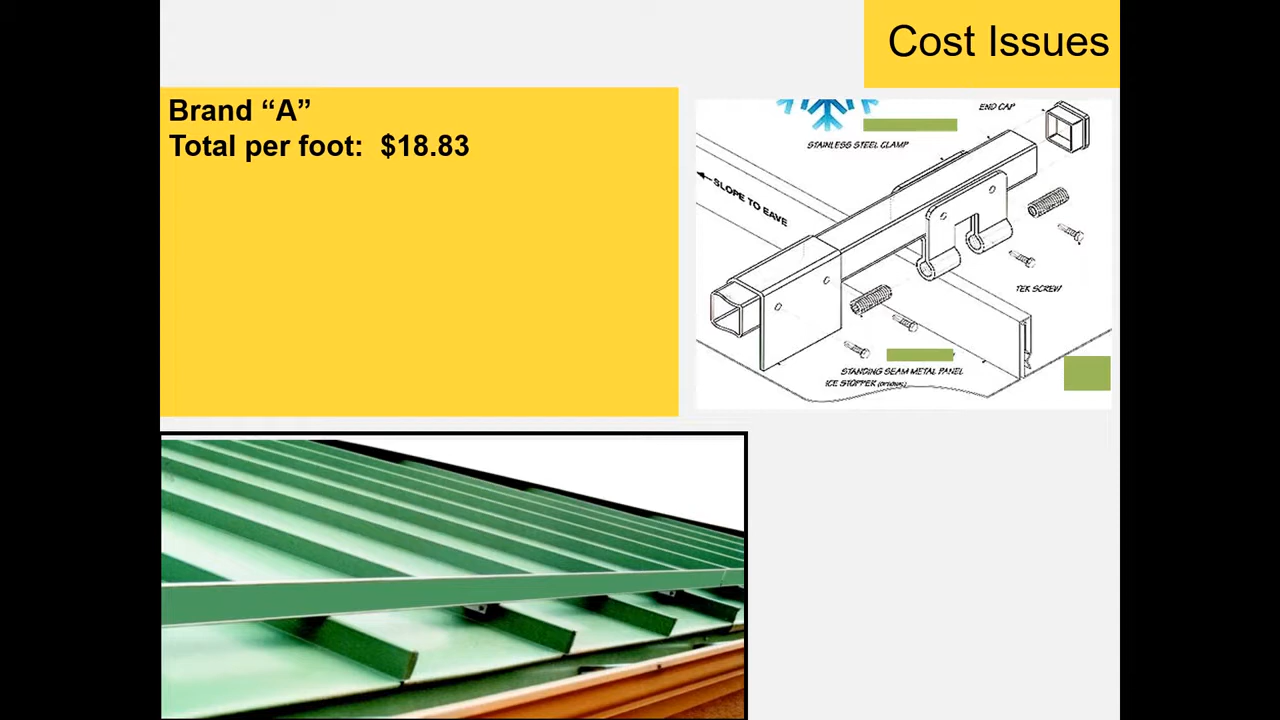 Cost Issues
Brand “A”
Total per foot:  $18.83
END CAP
STAINLESS STEEL CLAMP
SLOPE TO EAVE
TEK SCREW
STANDING SEAM METAL PANEL
ICE STOPPER (OPTIONAL)